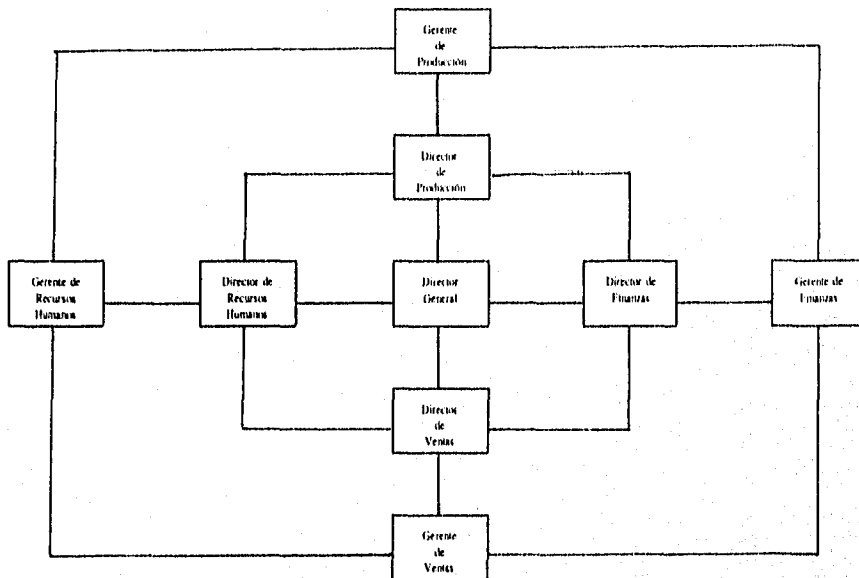 Gerente
de
Producción
Director
de
Producción
Gerente de
Recursos
Humanos
Director de
Recursos
Humanos
Director
General
Director de
Finanzas
Gerente de
Finanzas
Director
de
Ventas
Gerente
de
Ventas